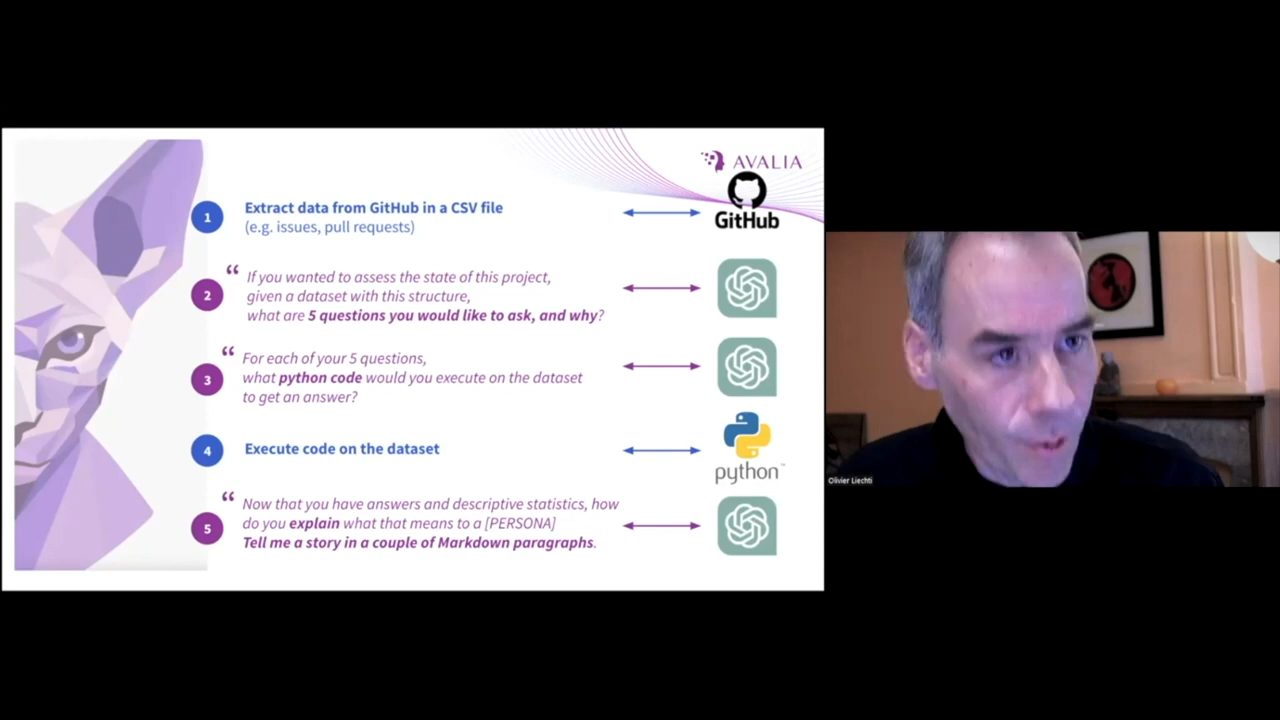 AVALIA
GitHub
1
Extract data from GitHub in a CSV file
(e.g. issues, pull requests)
2
“ If you wanted to assess the state of this project,
given a dataset with this structure,
what are 5 questions you would like to ask, and why?
3
“ For each of your 5 questions,
what python code would you execute on the dataset
to get an answer?
4
Execute code on the dataset
python™
5
“ Now that you have answers and descriptive statistics, how
do you explain what that means to a [PERSONA]
Tell me a story in a couple of Markdown paragraphs.
Olivier Liechti